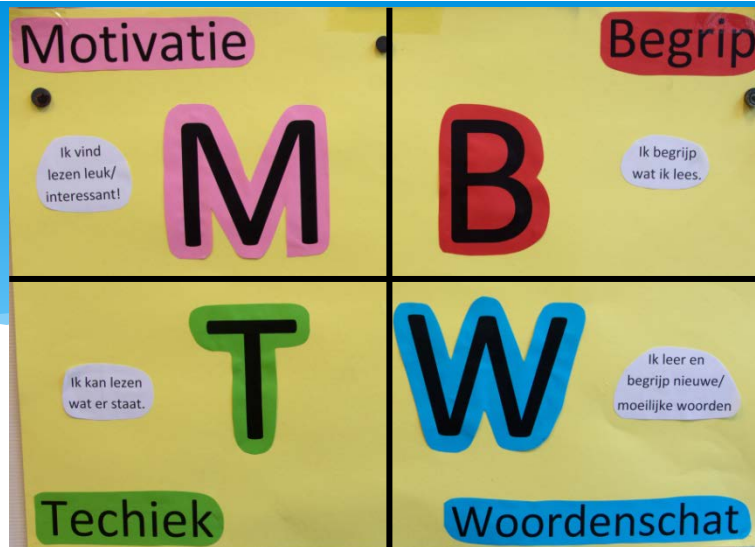 Motivatie
M
Ik vind
lezen leuk/
interessant!
Begrip
B
Ik begrijp
wat ik lees.
T
Ik kan lezen
wat er staat.
Techiek
W
Ik leer en
begrijp nieuwe/
moeilijke woorden
Woordenschat